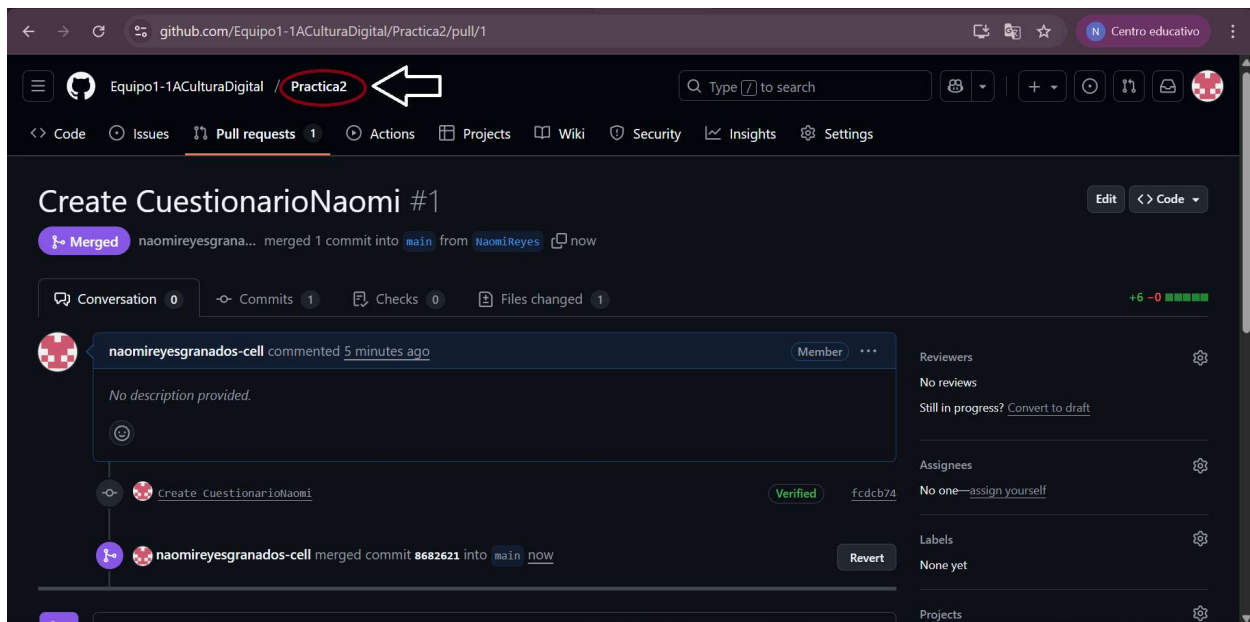 github.com/Equipo1-1ACulturaDigital/Practica2/pull/1
N Centro educativo
Equipo1-1ACulturaDigital / Practica2
Type / to search
Code Issues Pull requests 1 Actions Projects Wiki Security Insights Settings
Create CuestionarioNaomi #1
Edit <> Code
Merged naomireyesgrana... merged 1 commit into main from NaomiReyes now
Conversation 0 Commits 1 Checks 0 Files changed 1
+6 −0
naomireyesgranados-cell commented 5 minutes ago
Member ...
No description provided.
Create CuestionarioNaomi
Verified fcdcb74
naomireyesgranados-cell merged commit 8682621 into main now
Revert
Reviewers
No reviews
Still in progress? Convert to draft
Assignees
No one—assign yourself
Labels
None yet
Projects